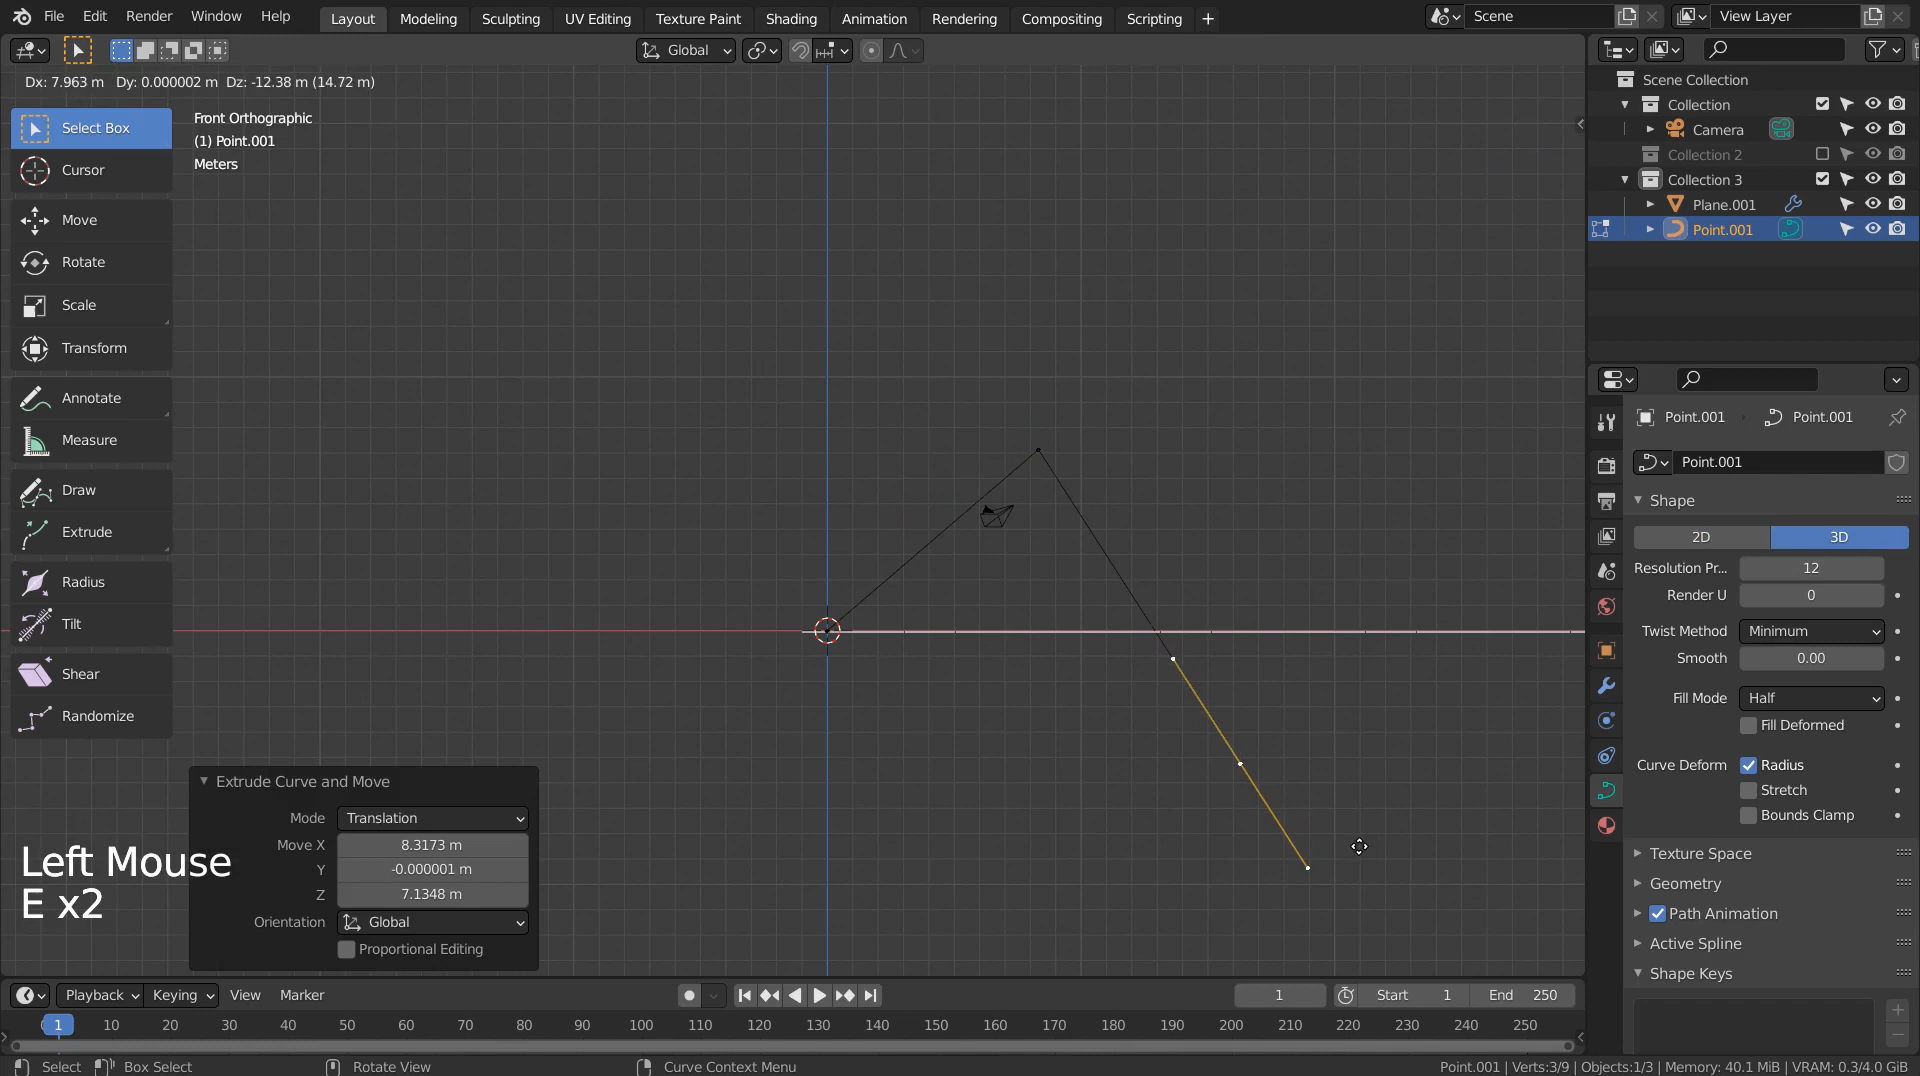 File Edit Render Window Help Layout Modeling Sculpting UV Editing Texture Paint Shading Animation Rendering Compositing Scripting + Scene View Layer
Global
Dx: 7.963 m Dy: 0.000002 m Dz: -12.38 m (14.72 m)
Front Orthographic
(1) Point.001
Meters
Select Box
Cursor
Move
Rotate
Scale
Transform
Annotate
Measure
Draw
Extrude
Radius
Tilt
Shear
Randomize
Extrude Curve and Move
Mode Translation
Move X 8.3173 m
Y -0.000001 m
Z 7.1348 m
Orientation Global
Proportional Editing
Left Mouse
E x2
Scene Collection
Collection
Camera
Collection 2
Collection 3
Plane.001
Point.001
Point.001 Point.001
Point.001
Shape
2D 3D
Resolution Pr... 12
Render U 0
Twist Method Minimum
Smooth 0.00
Fill Mode Half
Fill Deformed
Curve Deform Radius
Stretch
Bounds Clamp
Texture Space
Geometry
Path Animation
Active Spline
Shape Keys
Playback Keying View Marker 1 Start 1 End 250
1 10 20 30 40 50 60 70 80 90 100 110 120 130 140 150 160 170 180 190 200 210 220 230 240 250
Select Box Select Rotate View Curve Context Menu Point.001 | Verts:3/9 | Objects:1/3 | Memory: 40.1 MiB | VRAM: 0.3/4.0 GiB